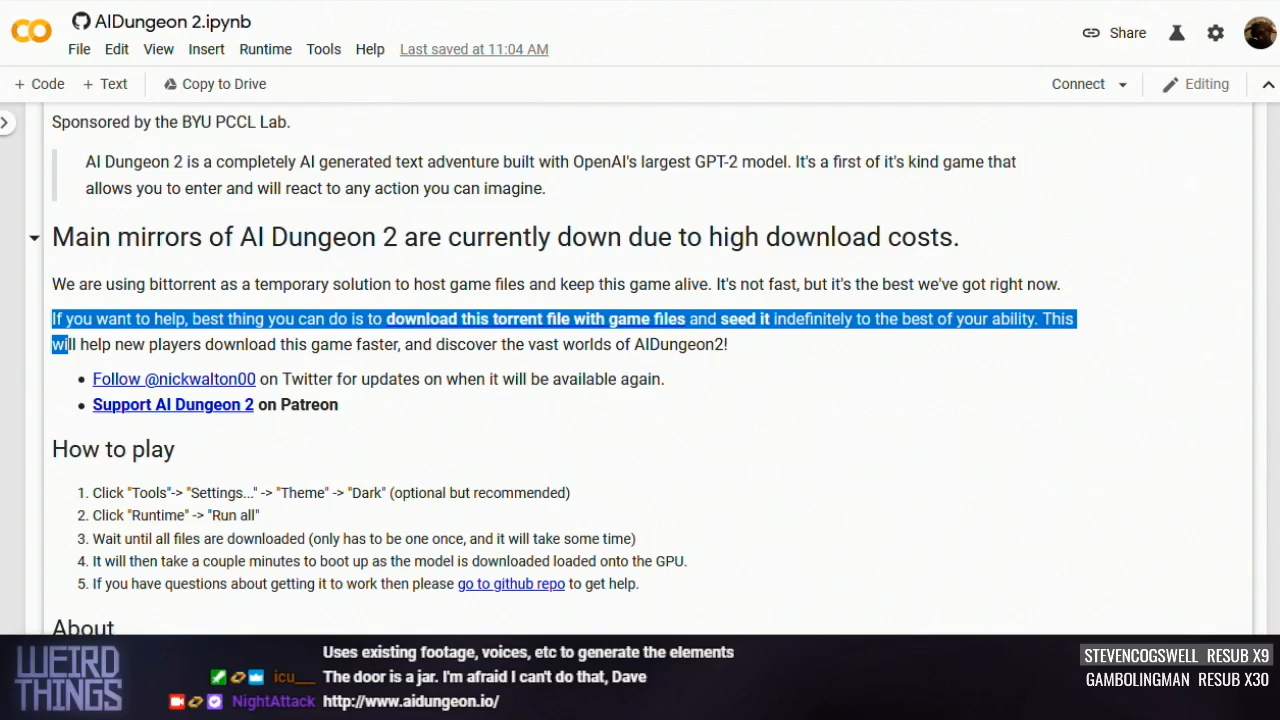 AIDungeon 2.ipynb
File Edit View Insert Runtime Tools Help Last saved at 11:04 AM
Share
+ Code + Text Copy to Drive
Connect Editing
Sponsored by the BYU PCCL Lab.
AI Dungeon 2 is a completely AI generated text adventure built with OpenAI's largest GPT-2 model. It's a first of it's kind game that
allows you to enter and will react to any action you can imagine.
Main mirrors of AI Dungeon 2 are currently down due to high download costs.
We are using bittorrent as a temporary solution to host game files and keep this game alive. It's not fast, but it's the best we've got right now.
If you want to help, best thing you can do is to download this torrent file with game files and seed it indefinitely to the best of your ability. This
will help new players download this game faster, and discover the vast worlds of AIDungeon2!
• Follow @nickwalton00 on Twitter for updates on when it will be available again.
• Support AI Dungeon 2 on Patreon
How to play
1. Click "Tools"-> "Settings..." -> "Theme" -> "Dark" (optional but recommended)
2. Click "Runtime" -> "Run all"
3. Wait until all files are downloaded (only has to be one once, and it will take some time)
4. It will then take a couple minutes to boot up as the model is downloaded loaded onto the GPU.
5. If you have questions about getting it to work then please go to github repo to get help.
About
WEIRD
THINGS
Uses existing footage, voices, etc to generate the elements
icu___ The door is a jar. I'm afraid I can't do that, Dave
NightAttack http://www.aidungeon.io/
STEVENCOGSWELL RESUB X9
GAMBOLINGMAN RESUB X30